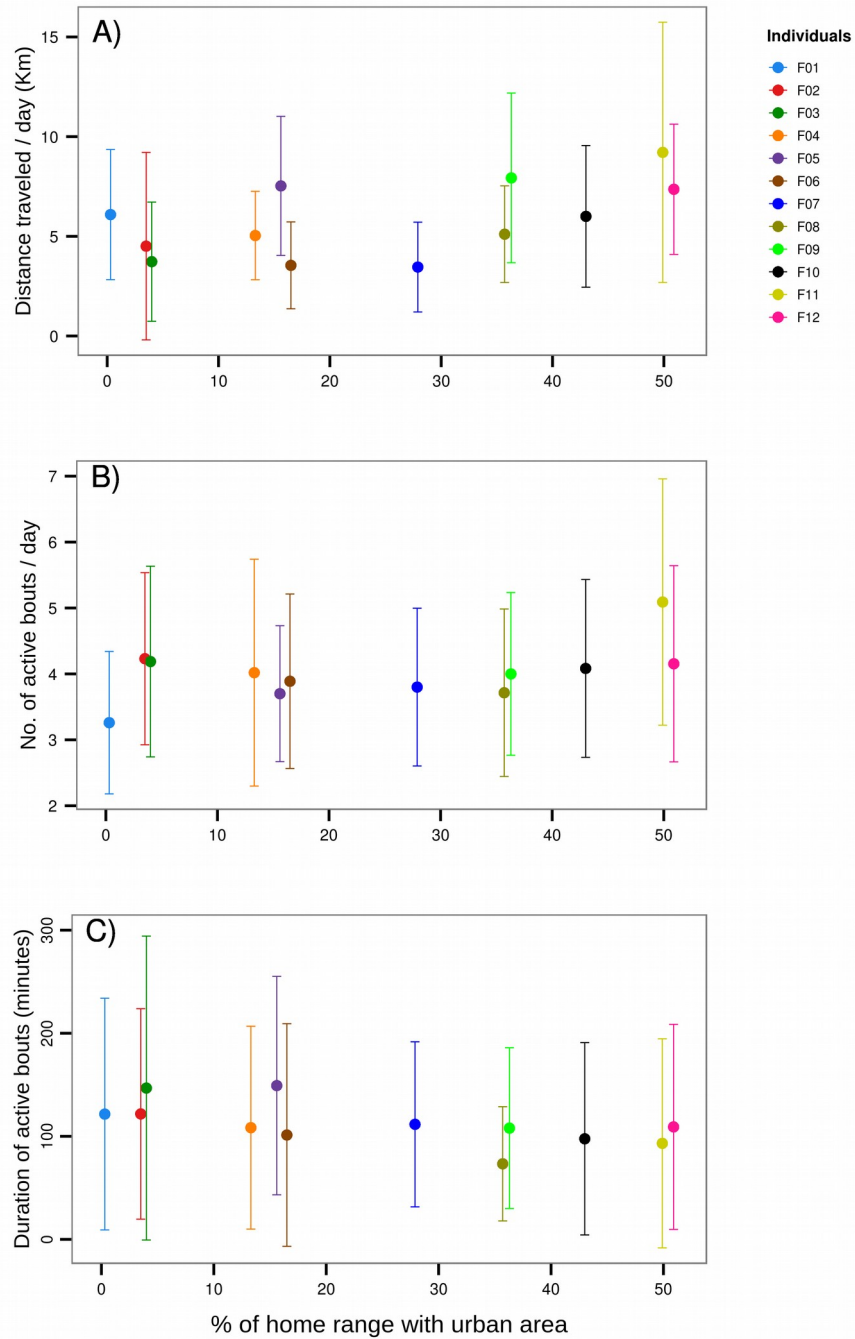 A)
Distance traveled / day (Km)
15
10
5
0
0 10 20 30 40 50
Individuals
F01
F02
F03
F04
F05
F06
F07
F08
F09
F10
F11
F12
B)
No. of active bouts / day
7
6
5
4
3
2
0 10 20 30 40 50
C)
Duration of active bouts (minutes)
300
200
100
0
0 10 20 30 40 50
% of home range with urban area